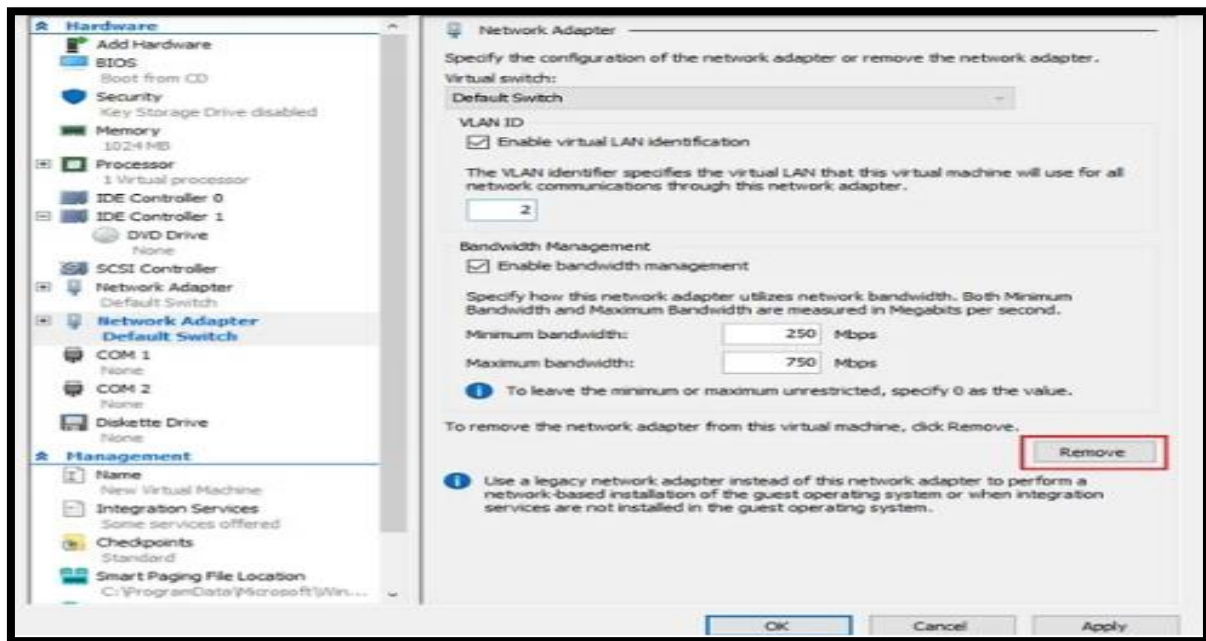 Hardware
Add Hardware
BIOS
Boot from CD
Security
Key Storage Drive disabled
Memory
1024 MB
Processor
1 Virtual processor
IDE Controller 0
IDE Controller 1
DVD Drive
None
SCSI Controller
Network Adapter
Default Switch
Network Adapter
Default Switch
COM 1
None
COM 2
None
Diskette Drive
None
Management
Name
New Virtual Machine
Integration Services
Some services offered
Checkpoints
Standard
Smart Paging File Location
C:\ProgramData\Microsoft\Win...
Network Adapter
Specify the configuration of the network adapter or remove the network adapter.
Virtual switch:
Default Switch
VLAN ID
Enable virtual LAN identification
The VLAN identifier specifies the virtual LAN that this virtual machine will use for all
network communications through this network adapter.
2
Bandwidth Management
Enable bandwidth management
Specify how this network adapter utilizes network bandwidth. Both Minimum
Bandwidth and Maximum Bandwidth are measured in Megabits per second.
Minimum bandwidth: 250 Mbps
Maximum bandwidth: 750 Mbps
To leave the minimum or maximum unrestricted, specify 0 as the value.
To remove the network adapter from this virtual machine, click Remove.
Remove
Use a legacy network adapter instead of this network adapter to perform a
network-based installation of the guest operating system or when integration
services are not installed in the guest operating system.
OK Cancel Apply